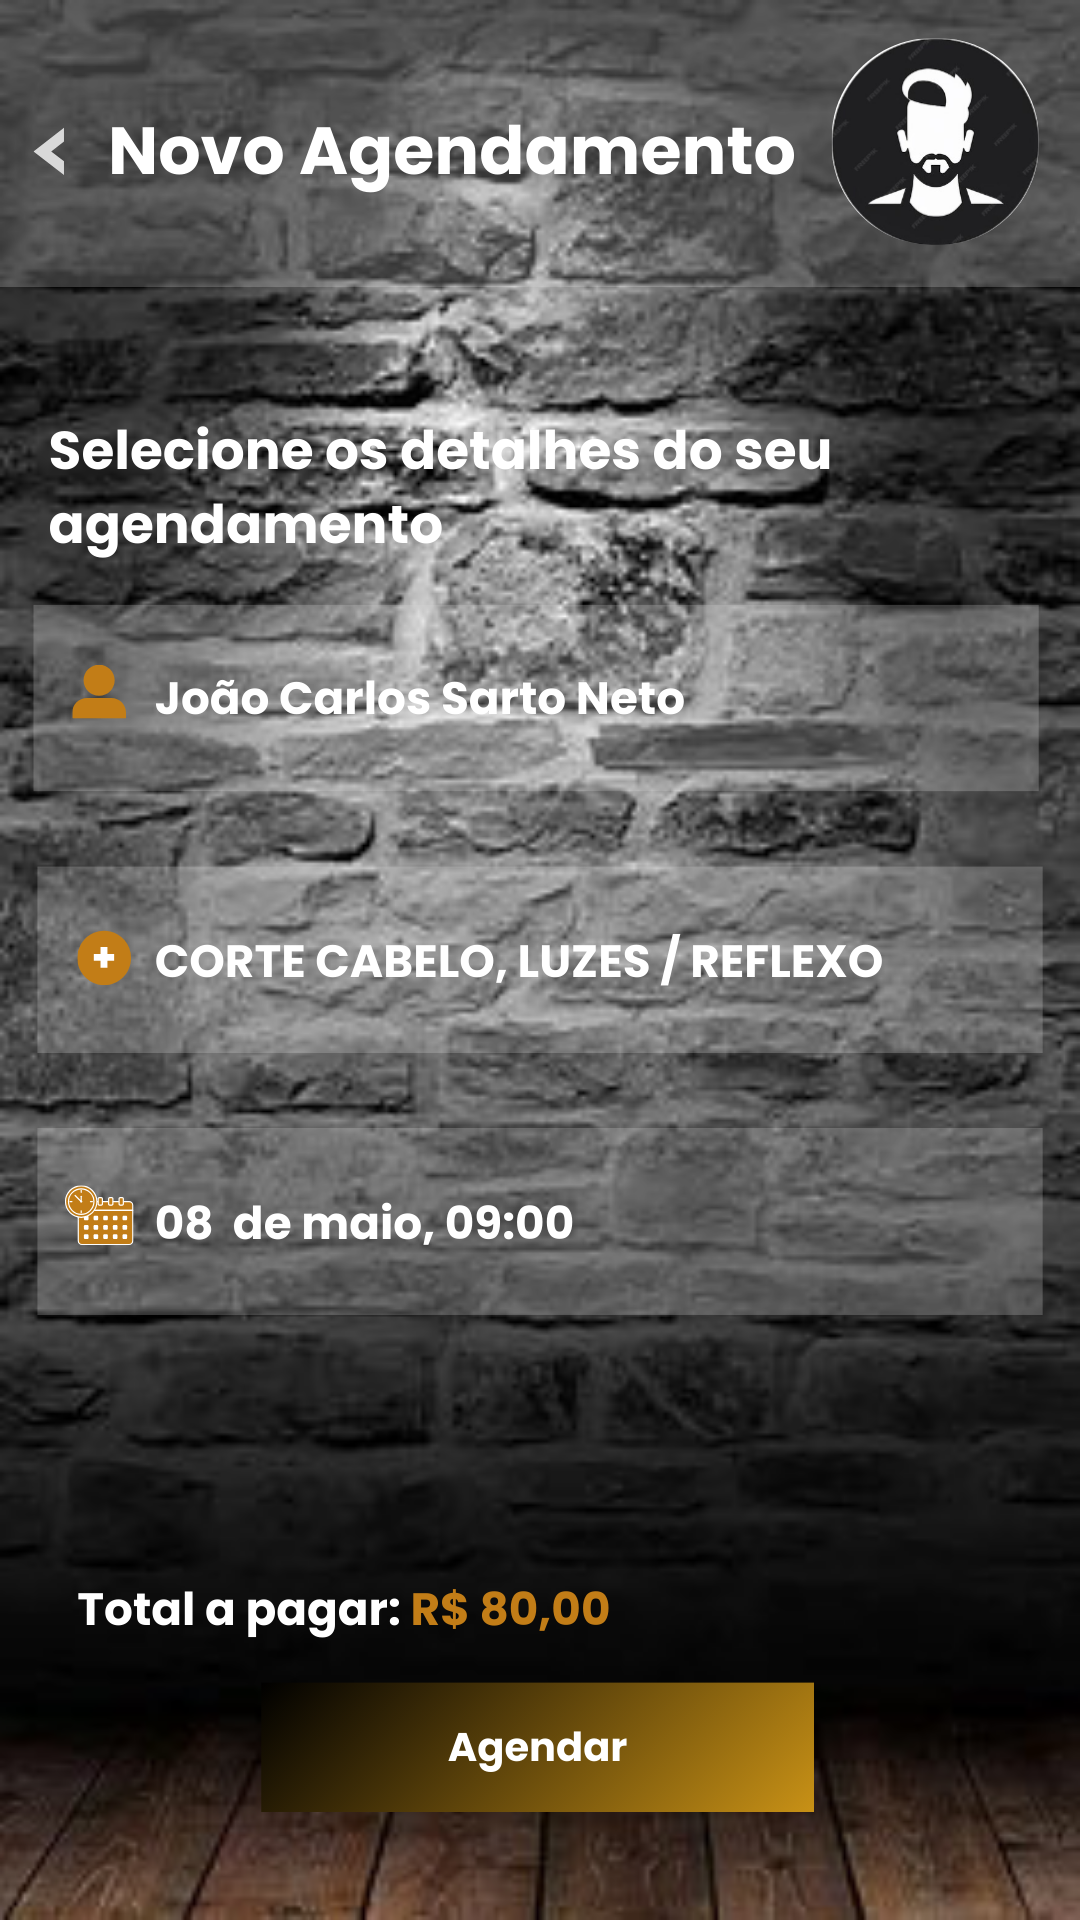 Novo Agendamento
Selecione os detalhes do seu
agendamento
João Carlos Sarto Neto
CORTE CABELO, LUZES / REFLEXO
08 de maio, 09:00
Total a pagar: R$ 80,00
Agendar